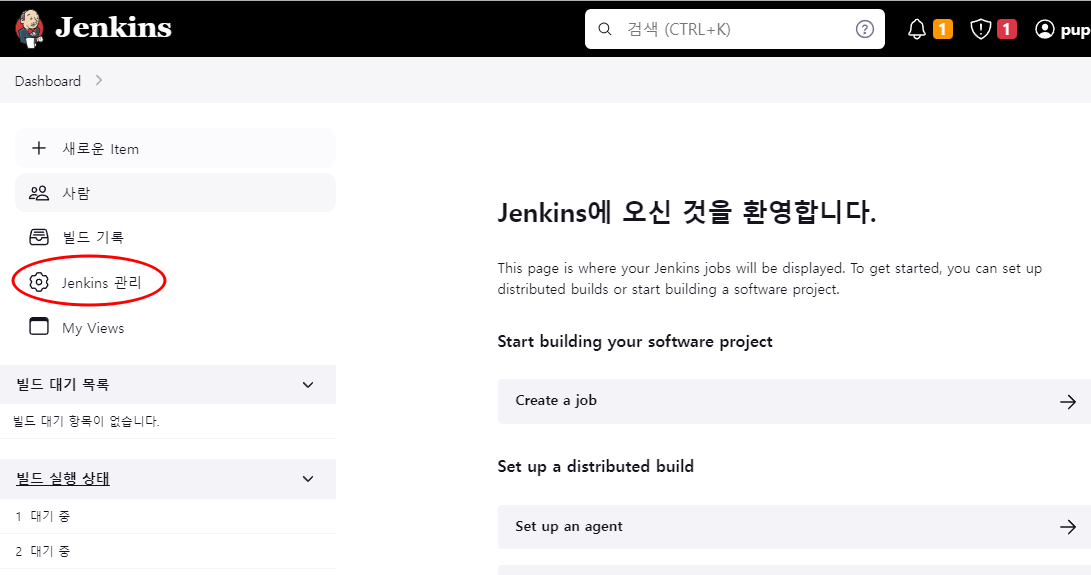 Jenkins
검색 (CTRL+K)
1
1
pup
Dashboard
새로운 Item
사람
빌드 기록
Jenkins 관리
My Views
빌드 대기 목록
빌드 대기 항목이 없습니다.
빌드 실행 상태
1 대기 중
2 대기 중
Jenkins에 오신 것을 환영합니다.
This page is where your Jenkins jobs will be displayed. To get started, you can set up
distributed builds or start building a software project.
Start building your software project
Create a job
Set up a distributed build
Set up an agent